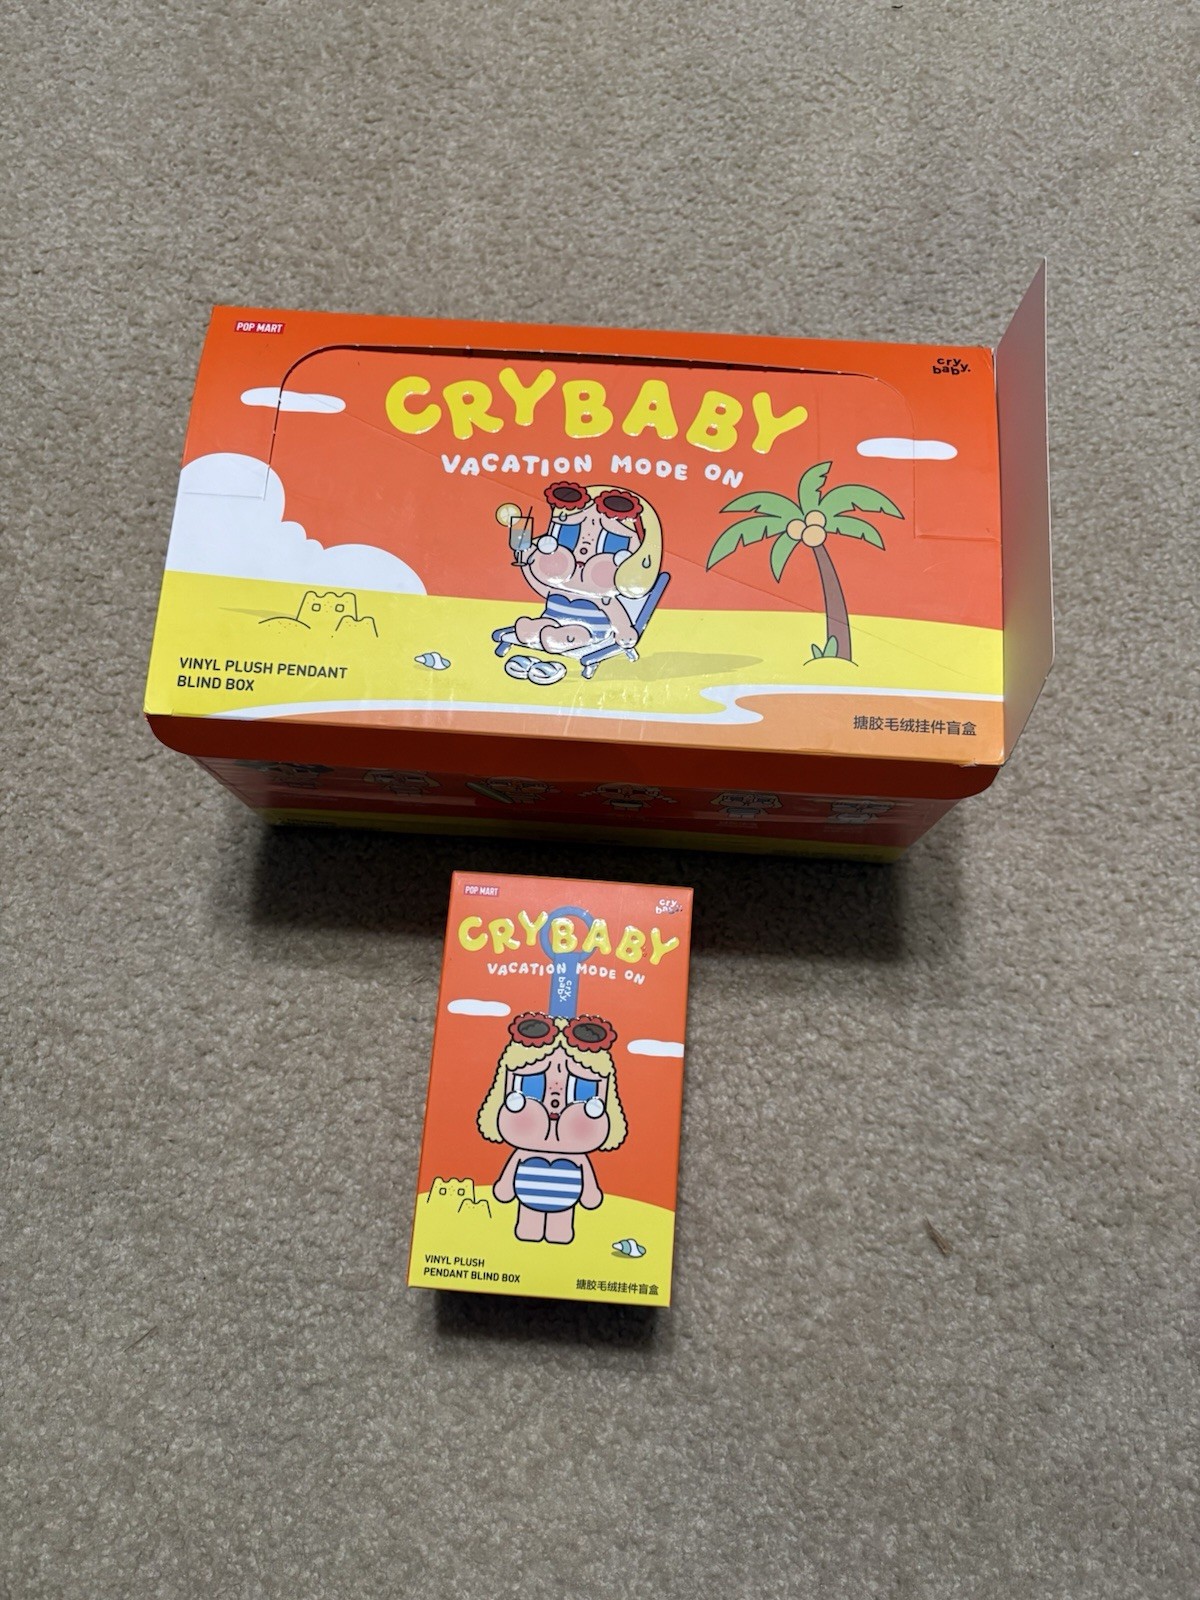 POP MART
cry
baby.
CRYBABY
VACATION MODE ON
VINYL PLUSH PENDANT
BLIND BOX
搪胶毛绒挂件盲盒
POP MART
cry
baby.
CRYBABY
VACATION MODE ON
cry
baby.
VINYL PLUSH
PENDANT BLIND BOX
搪胶毛绒挂件盲盒